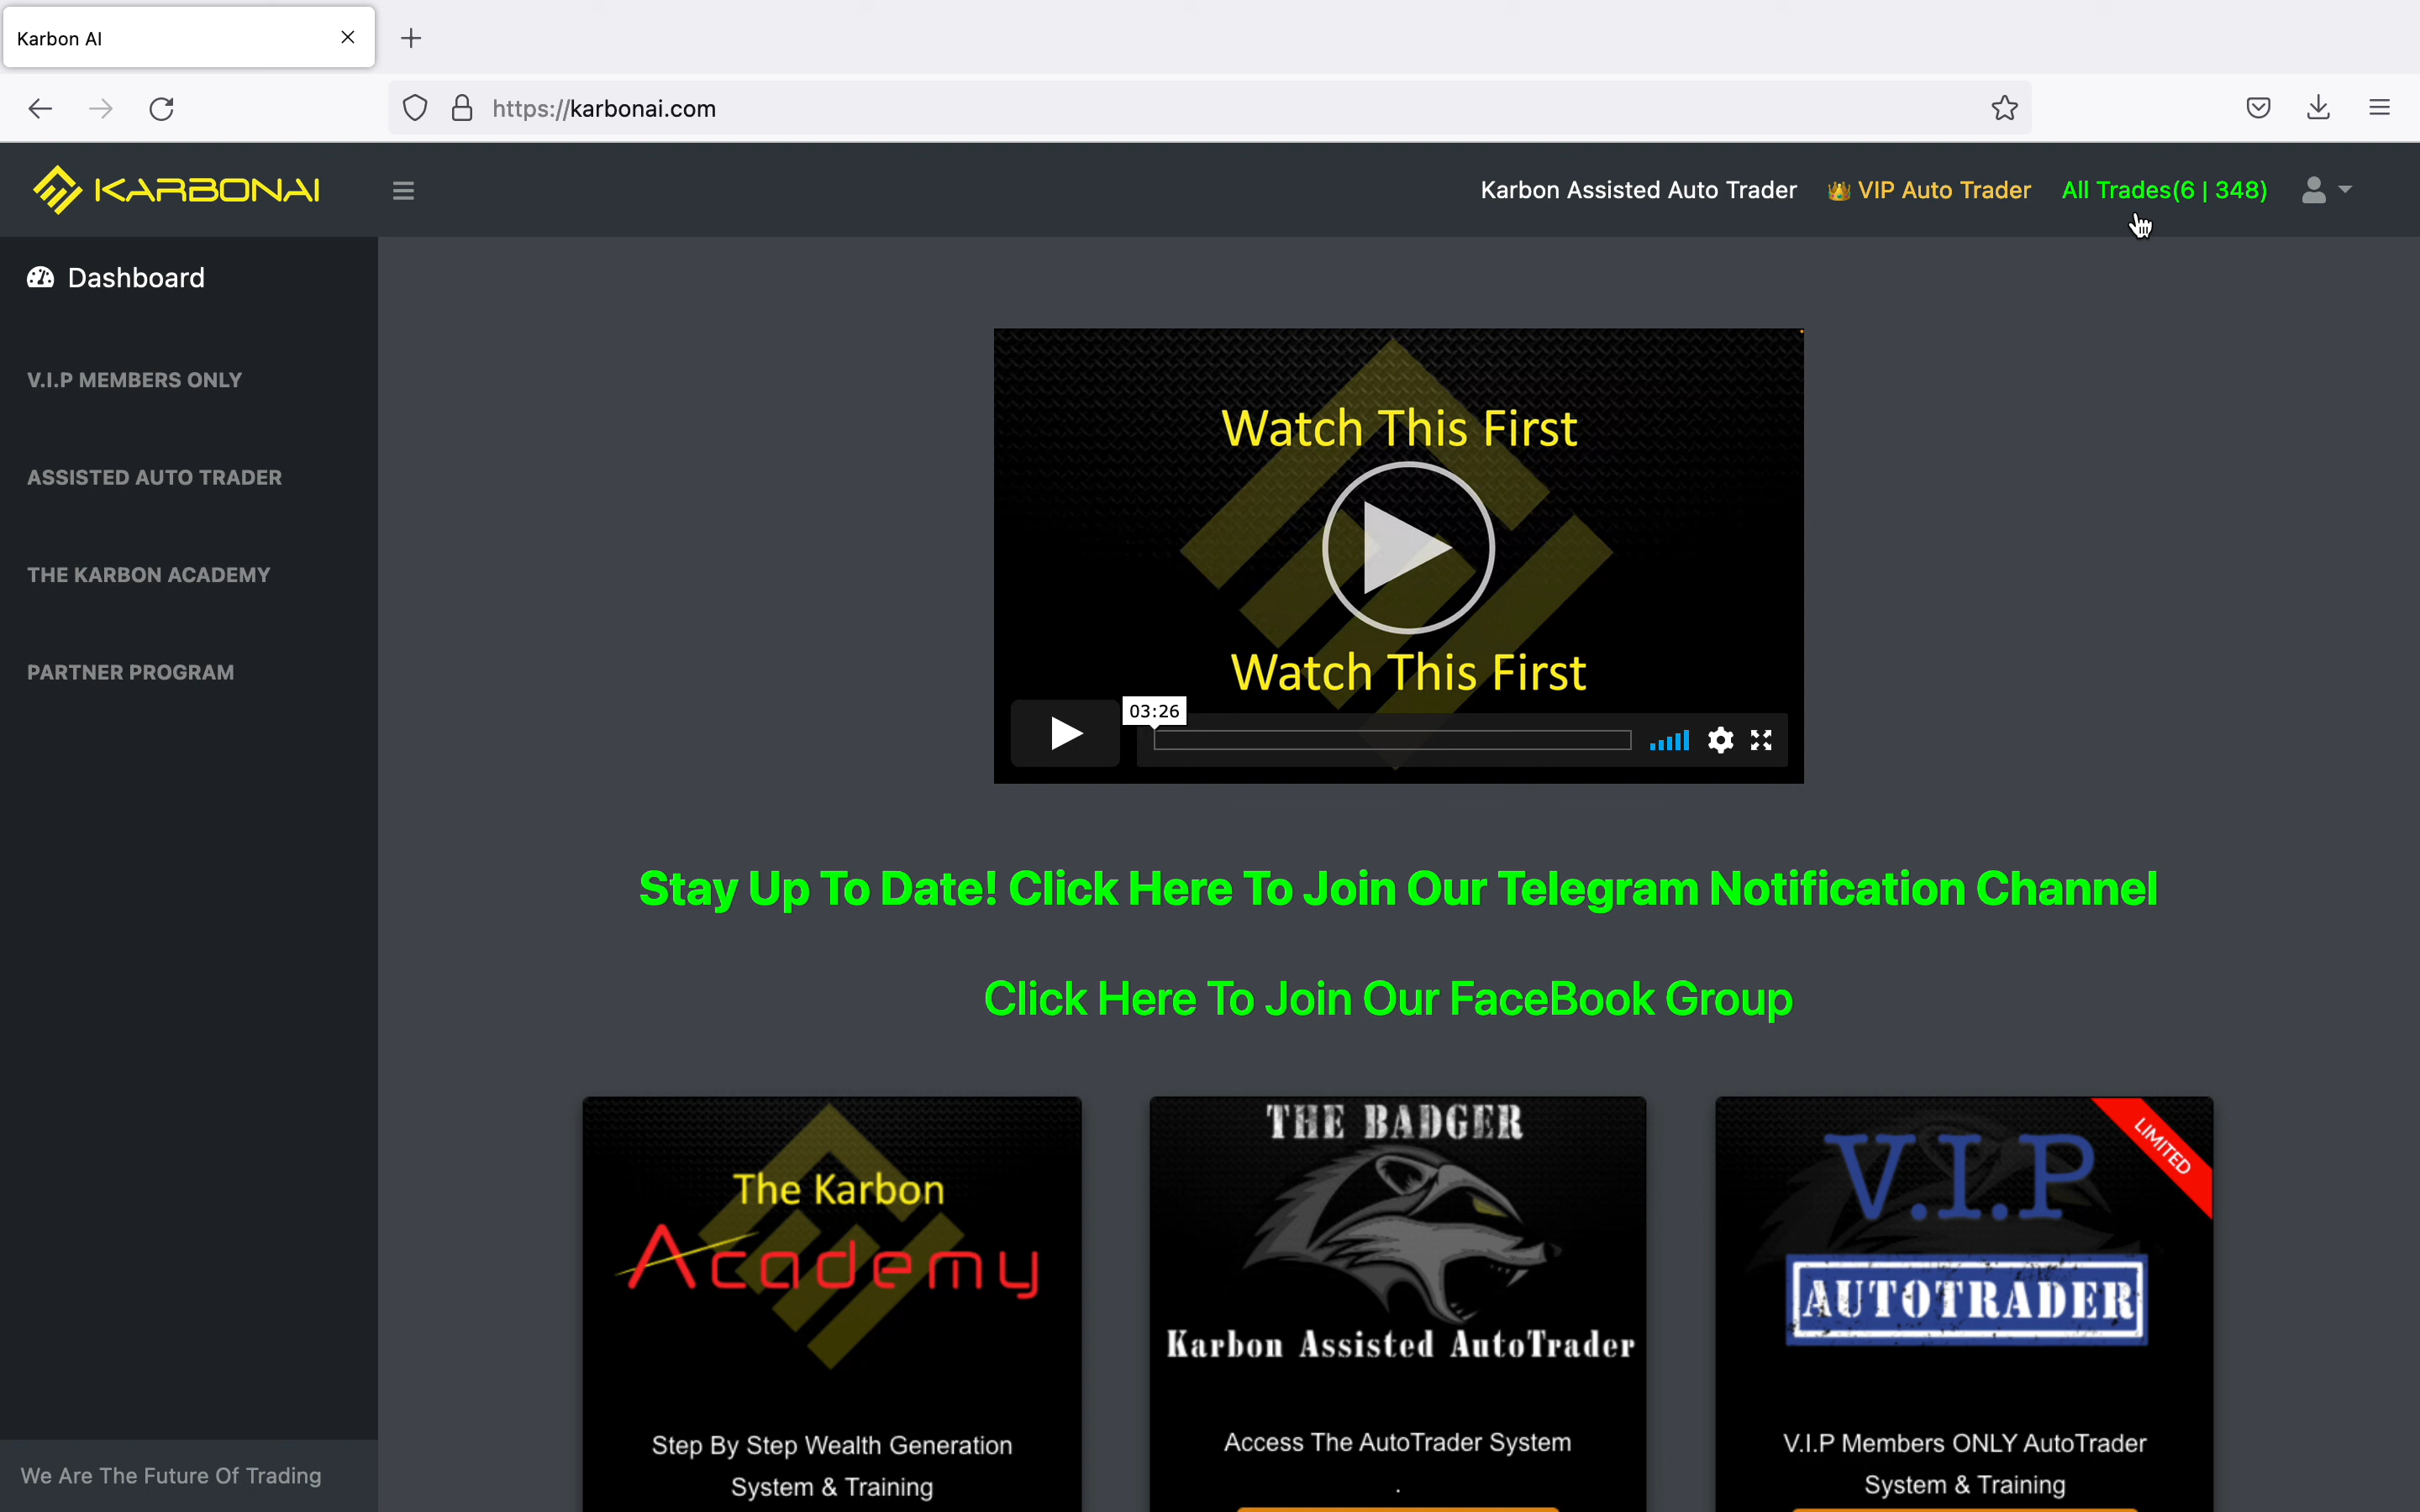 Karbon AI
https://karbonai.com
KARBONAI
Karbon Assisted Auto Trader
VIP Auto Trader
All Trades(6 | 348)
Dashboard
V.I.P MEMBERS ONLY
ASSISTED AUTO TRADER
THE KARBON ACADEMY
PARTNER PROGRAM
We Are The Future Of Trading
Watch This First
Watch This First
03:26
Stay Up To Date! Click Here To Join Our Telegram Notification Channel
Click Here To Join Our FaceBook Group
The Karbon
Academy
Step By Step Wealth Generation
System & Training
THE BADGER
Karbon Assisted AutoTrader
Access The AutoTrader System
.
LIMITED
V.I.P
AUTOTRADER
V.I.P Members ONLY AutoTrader
System & Training